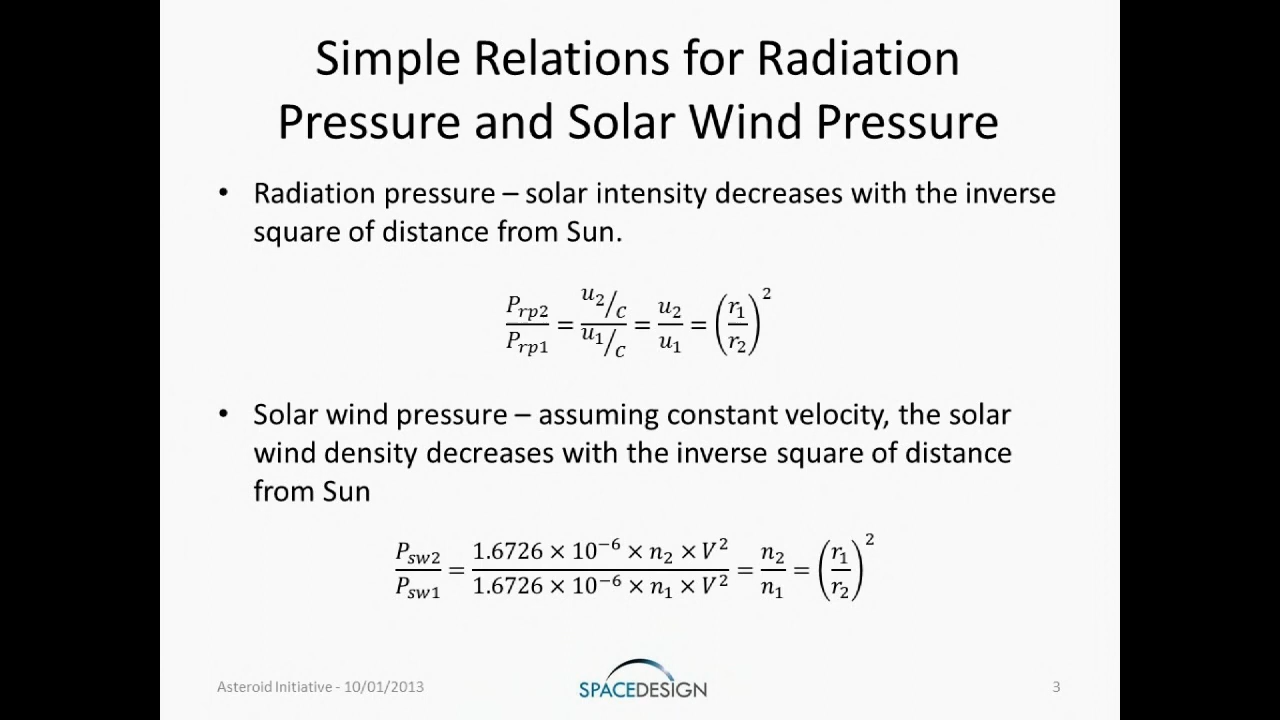 Simple Relations for Radiation
Pressure and Solar Wind Pressure
• Radiation pressure – solar intensity decreases with the inverse
square of distance from Sun.
P_rp2/P_rp1 = (u_2/c)/(u_1/c) = u_2/u_1 = (r_1/r_2)^2
• Solar wind pressure – assuming constant velocity, the solar
wind density decreases with the inverse square of distance
from Sun
P_sw2/P_sw1 = (1.6726 × 10^−6 × n_2 × V^2)/(1.6726 × 10^−6 × n_1 × V^2) = n_2/n_1 = (r_1/r_2)^2
Asteroid Initiative - 10/01/2013
SPACEDESIGN
3